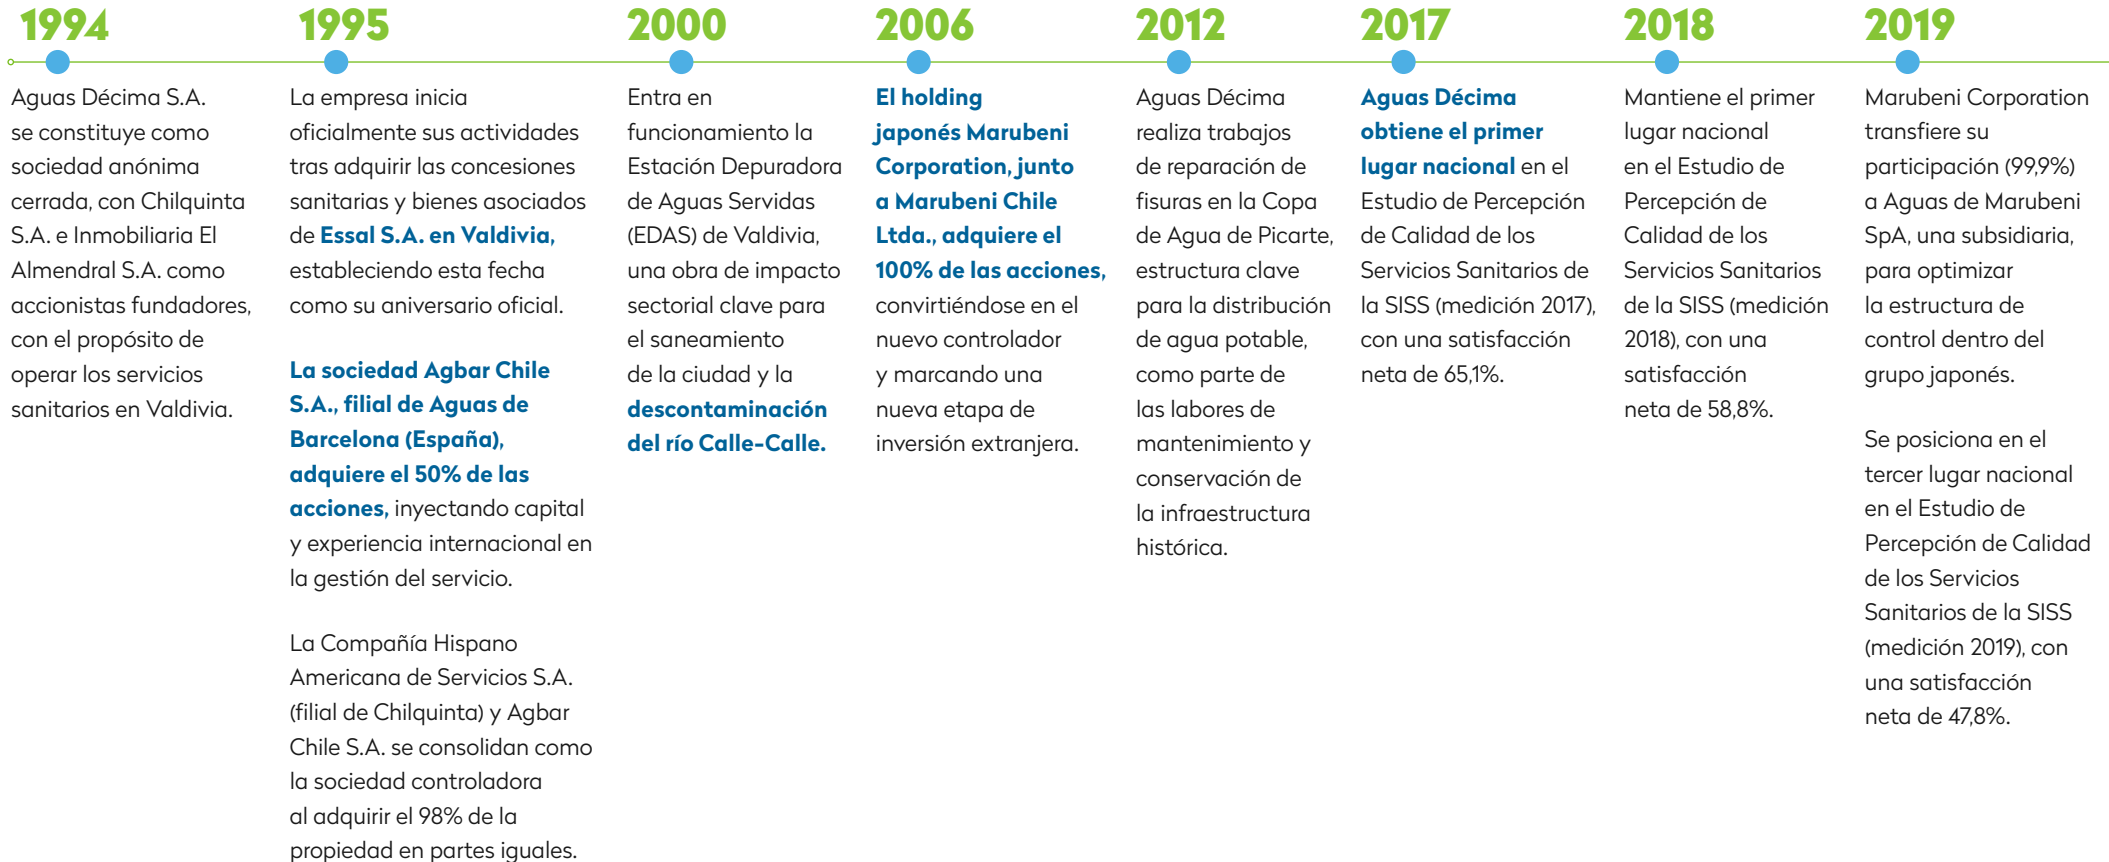 1994
Aguas Décima S.A.
se constituye como
sociedad anónima
cerrada, con Chilquinta
S.A. e Inmobiliaria El
Almendral S.A. como
accionistas fundadores,
con el propósito de
operar los servicios
sanitarios en Valdivia.
1995
La empresa inicia
oficialmente sus actividades
tras adquirir las concesiones
sanitarias y bienes asociados
de Essal S.A. en Valdivia,
estableciendo esta fecha
como su aniversario oficial.
La sociedad Agbar Chile
S.A., filial de Aguas de
Barcelona (España),
adquiere el 50% de las
acciones, inyectando capital
y experiencia internacional en
la gestión del servicio.
La Compañía Hispano
Americana de Servicios S.A.
(filial de Chilquinta) y Agbar
Chile S.A. se consolidan como
la sociedad controladora
al adquirir el 98% de la
propiedad en partes iguales.
2000
Entra en
funcionamiento la
Estación Depuradora
de Aguas Servidas
(EDAS) de Valdivia,
una obra de impacto
sectorial clave para
el saneamiento
de la ciudad y la
descontaminación
del río Calle-Calle.
2006
El holding
japonés Marubeni
Corporation, junto
a Marubeni Chile
Ltda., adquiere el
100% de las acciones,
convirtiéndose en el
nuevo controlador
y marcando una
nueva etapa de
inversión extranjera.
2012
Aguas Décima
realiza trabajos
de reparación de
fisuras en la Copa
de Agua de Picarte,
estructura clave
para la distribución
de agua potable,
como parte de
las labores de
mantenimiento y
conservación de
la infraestructura
histórica.
2017
Aguas Décima
obtiene el primer
lugar nacional en el
Estudio de Percepción
de Calidad de los
Servicios Sanitarios de
la SISS (medición 2017),
con una satisfacción
neta de 65,1%.
2018
Mantiene el primer
lugar nacional
en el Estudio de
Percepción de
Calidad de los
Servicios Sanitarios
de la SISS (medición
2018), con una
satisfacción
neta de 58,8%.
2019
Marubeni Corporation
transfiere su
participación (99,9%)
a Aguas de Marubeni
SpA, una subsidiaria,
para optimizar
la estructura de
control dentro del
grupo japonés.
Se posiciona en el
tercer lugar nacional
en el Estudio de
Percepción de Calidad
de los Servicios
Sanitarios de la SISS
(medición 2019), con
una satisfacción
neta de 47,8%.